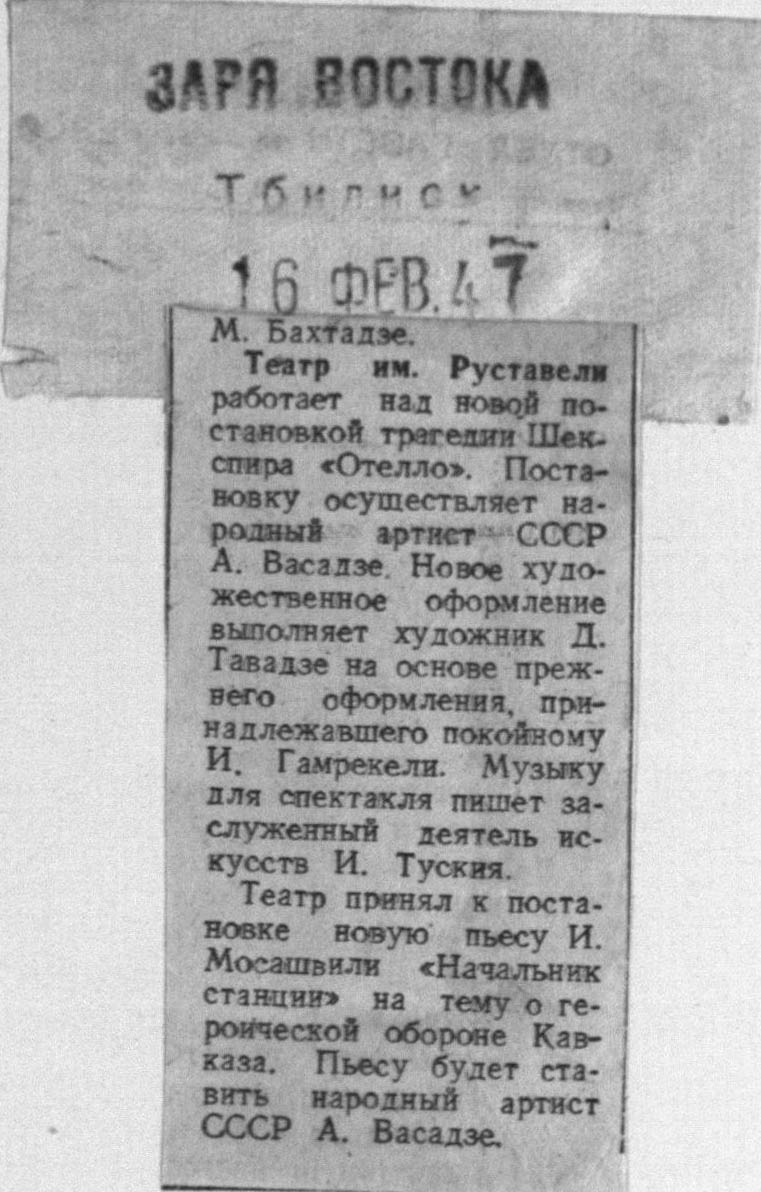 ЗАРЯ ВОСТОКА
Тбилиси
16 ФЕВ. 47
М. Бахтадзе.
Театр им. Руставели
работает над новой по-
становкой трагедии Шек-
спира «Отелло». Поста-
новку осуществляет на-
родный артист СССР
А. Васадзе. Новое худо-
жественное оформление
выполняет художник Д.
Тавадзе на основе преж-
него оформления, при-
надлежавшего покойному
И. Гамрекели. Музыку
для спектакля пишет за-
служенный деятель ис-
кусств И. Туския.
Театр принял к поста-
новке новую пьесу И.
Мосашвили «Начальник
станции» на тему о ге-
роической обороне Кав-
каза. Пьесу будет ста-
вить народный артист
СССР А. Васадзе.